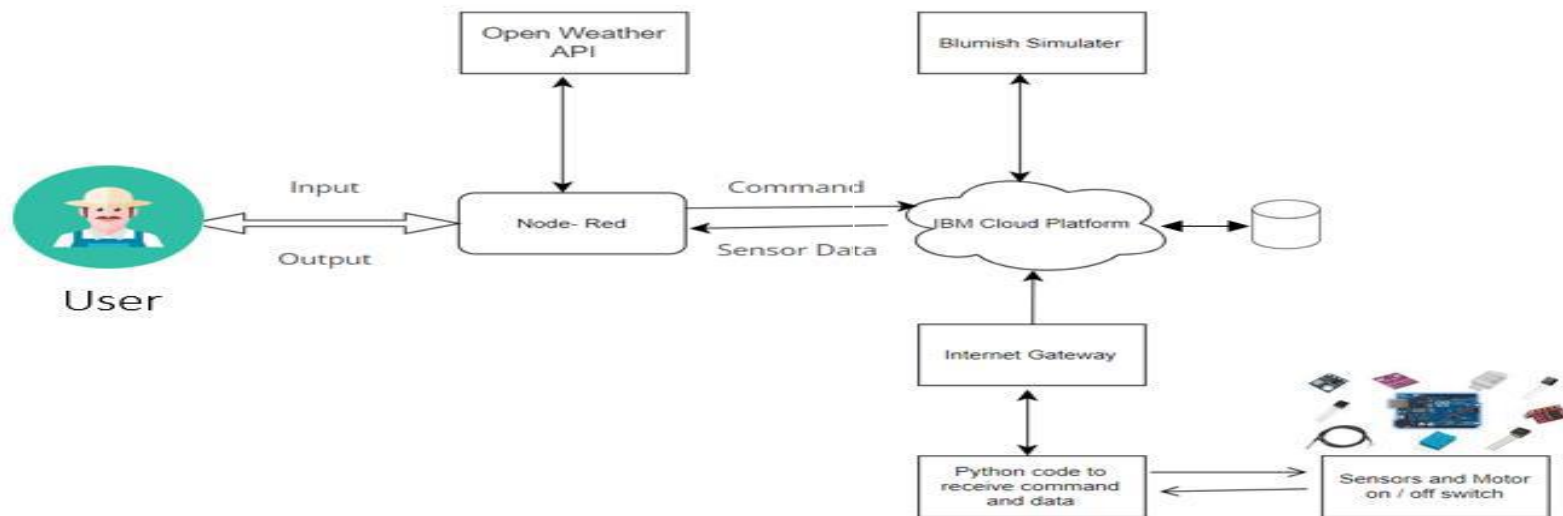 Open Weather
API
Blumish Simulater
Input
Output
User
Node- Red
Command
Sensor Data
IBM Cloud Platform
Internet Gateway
Python code to
receive command
and data
Sensors and Motor
on / off switch